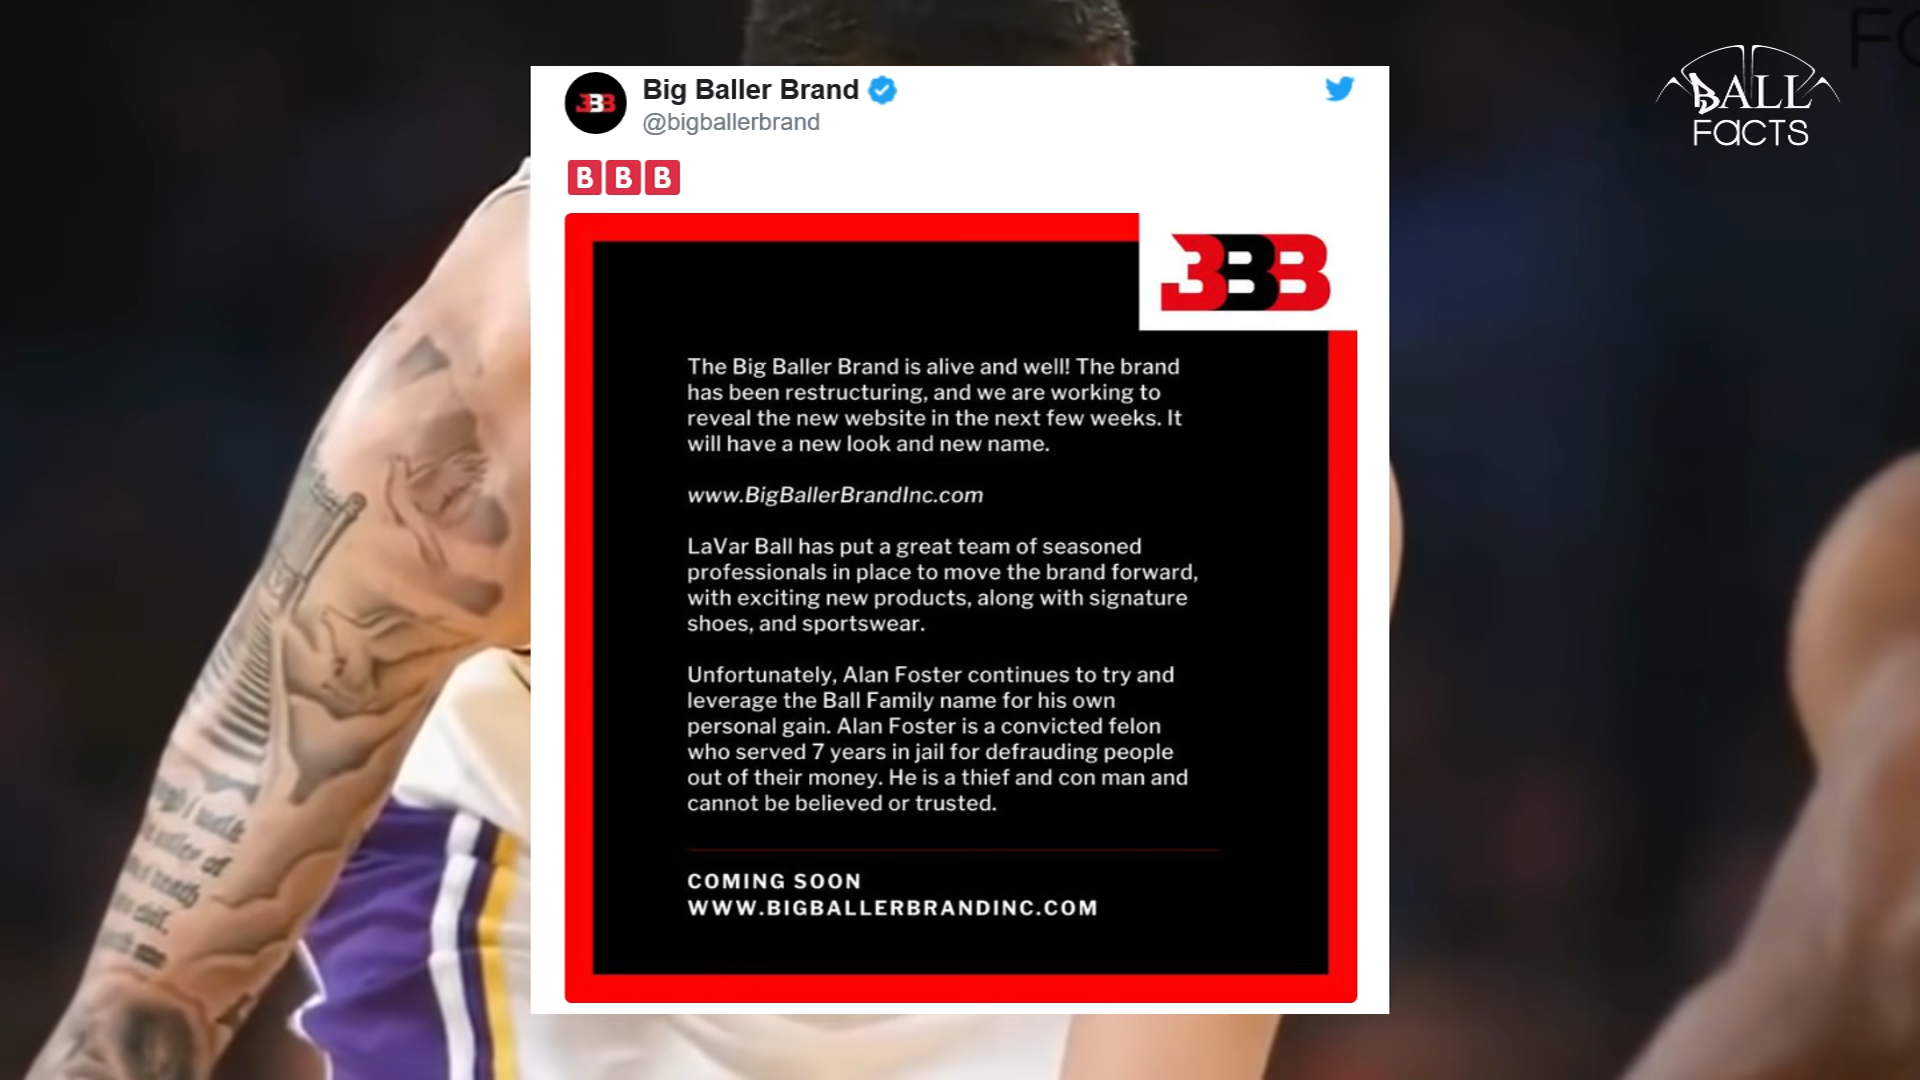 Big Baller Brand
@bigballerbrand
BBB
BBB
BBB
BALL
FACTS
FO
The Big Baller Brand is alive and well! The brand
has been restructuring, and we are working to
reveal the new website in the next few weeks. It
will have a new look and new name.
www.BigBallerBrandInc.com
LaVar Ball has put a great team of seasoned
professionals in place to move the brand forward,
with exciting new products, along with signature
shoes, and sportswear.
Unfortunately, Alan Foster continues to try and
leverage the Ball Family name for his own
personal gain. Alan Foster is a convicted felon
who served 7 years in jail for defrauding people
out of their money. He is a thief and con man and
cannot be believed or trusted.
COMING SOON
WWW.BIGBALLERBRANDINC.COM